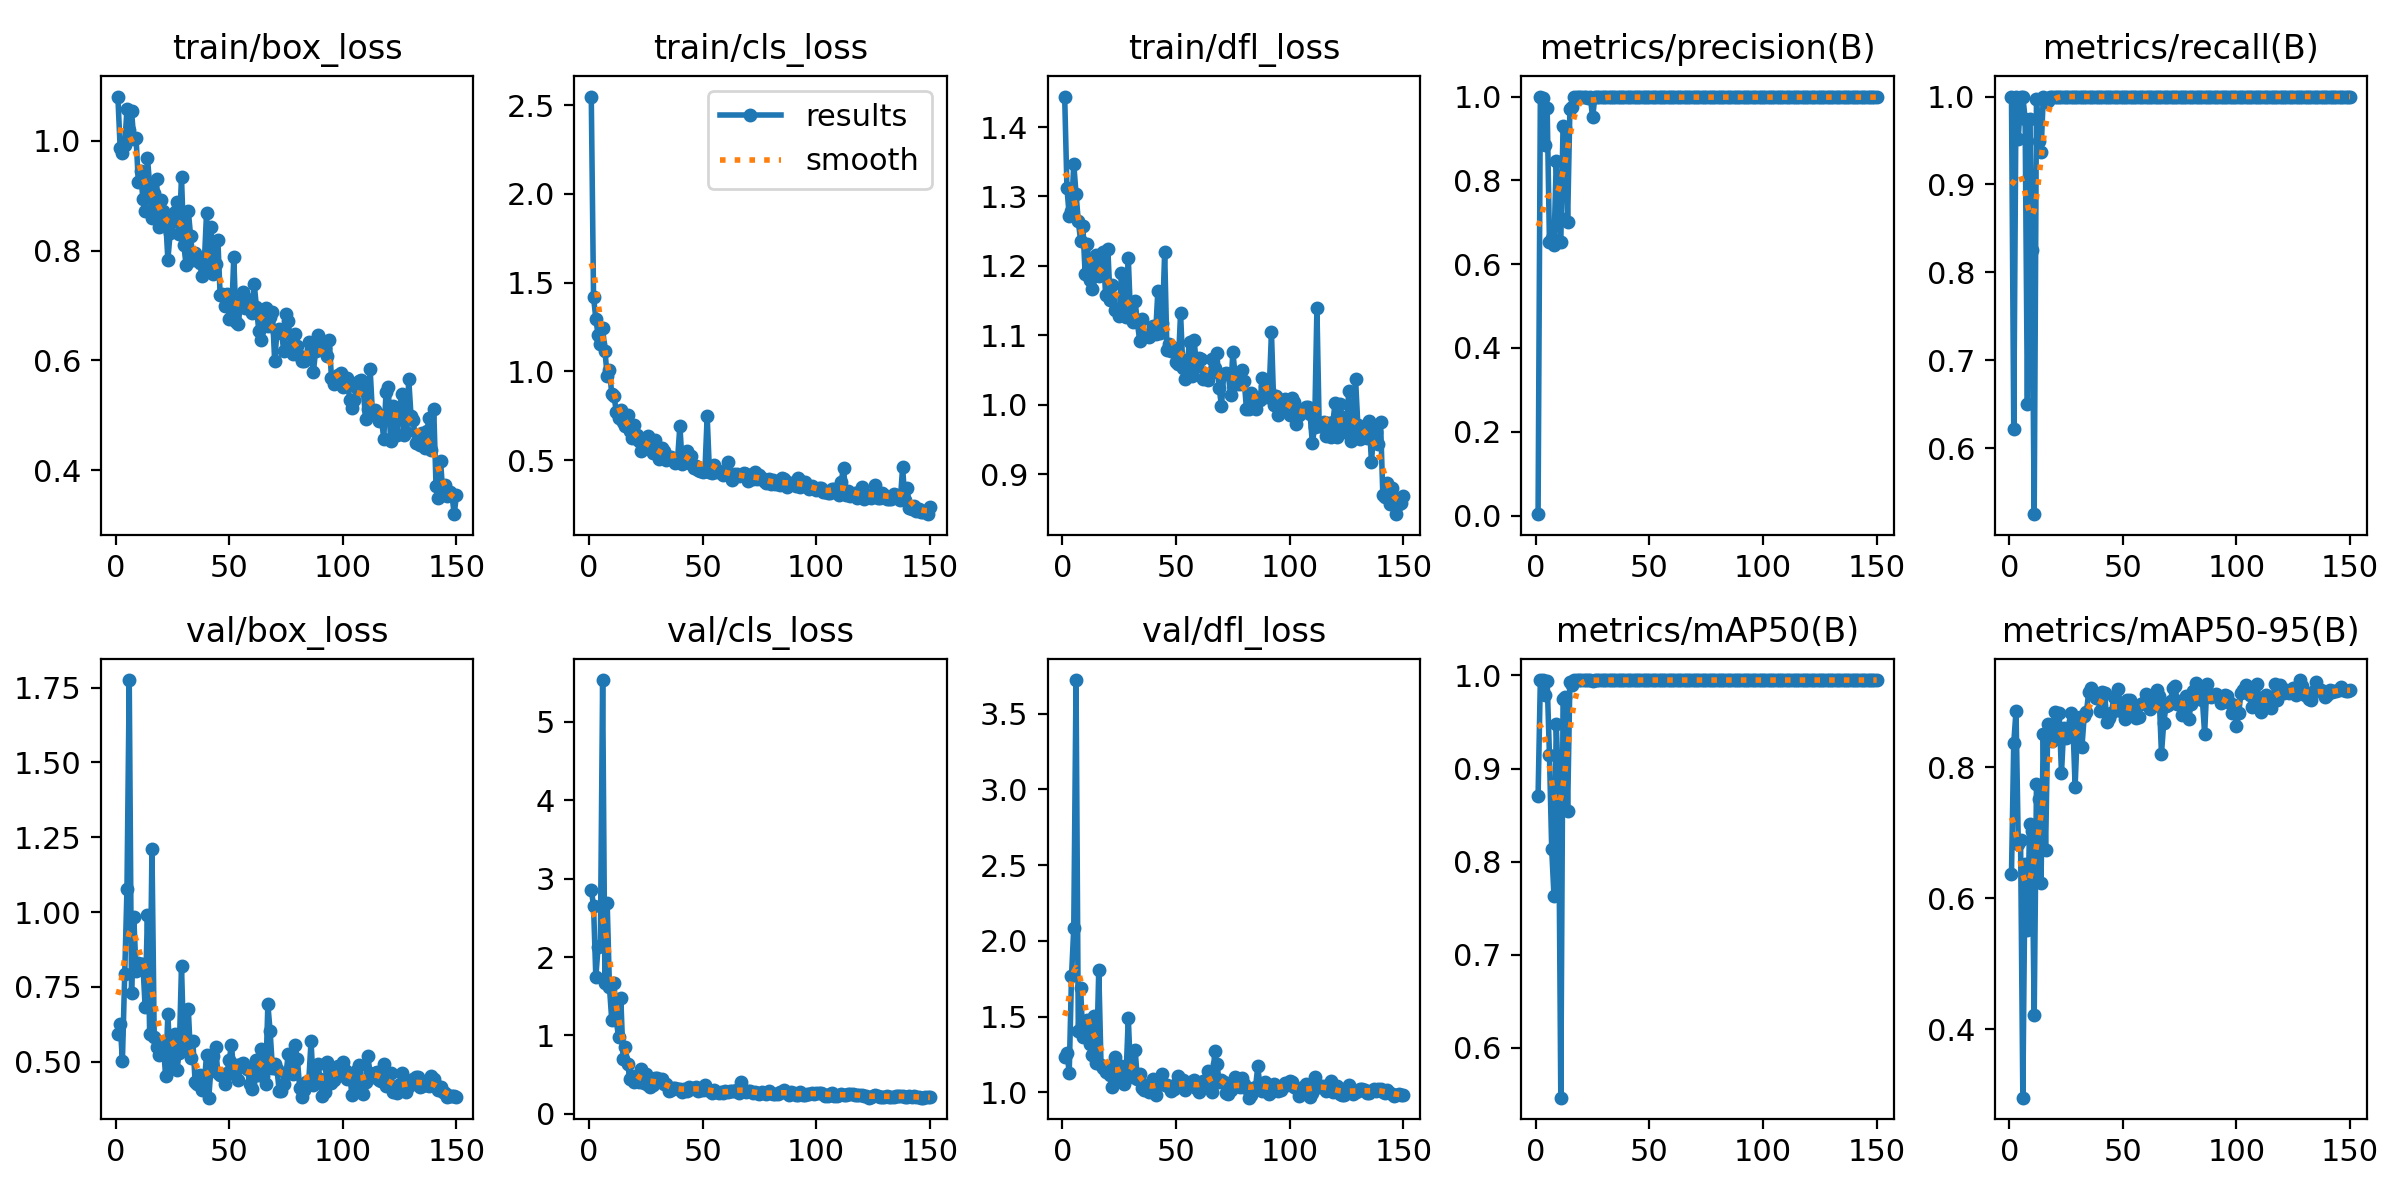 train/box_loss
1.0
0.8
0.6
0.4
0 50 100 150
train/cls_loss
2.5
2.0
1.5
1.0
0.5
0 50 100 150
results
smooth
train/dfl_loss
1.4
1.3
1.2
1.1
1.0
0.9
0 50 100 150
metrics/precision(B)
1.0
0.8
0.6
0.4
0.2
0.0
0 50 100 150
metrics/recall(B)
1.0
0.9
0.8
0.7
0.6
0 50 100 150
val/box_loss
1.75
1.50
1.25
1.00
0.75
0.50
0 50 100 150
val/cls_loss
5
4
3
2
1
0
0 50 100 150
val/dfl_loss
3.5
3.0
2.5
2.0
1.5
1.0
0 50 100 150
metrics/mAP50(B)
1.0
0.9
0.8
0.7
0.6
0 50 100 150
metrics/mAP50-95(B)
0.8
0.6
0.4
0 50 100 150